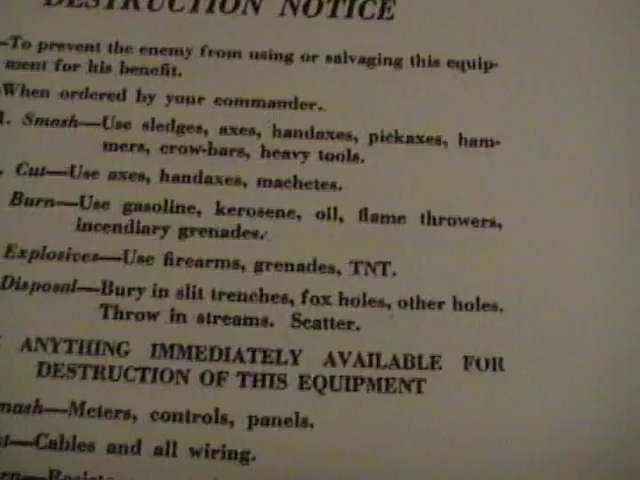 DESTRUCTION NOTICE
—To prevent the enemy from using or salvaging this equip-
ment for his benefit.
When ordered by your commander.
1. Smash—Use sledges, axes, handaxes, pickaxes, ham-
mers, crow-bars, heavy tools.
. Cut—Use axes, handaxes, machetes.
Burn—Use gasoline, kerosene, oil, flame throwers,
incendiary grenades.
Explosives—Use firearms, grenades, TNT.
Disposal—Bury in slit trenches, fox holes, other holes.
Throw in streams. Scatter.
ANYTHING IMMEDIATELY AVAILABLE FOR
DESTRUCTION OF THIS EQUIPMENT
mash—Meters, controls, panels.
t—Cables and all wiring.